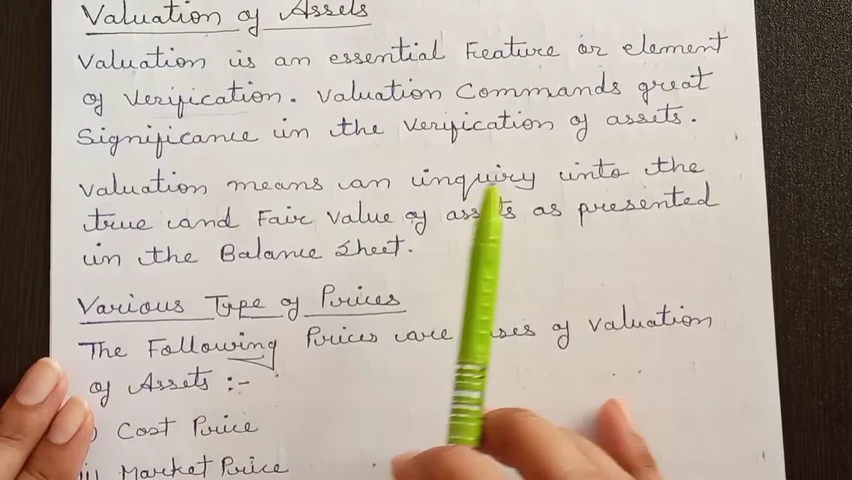 Valuation of Assets
Valuation is an essential Feature or element
of Verification. Valuation Commands great
Significance in the verification of assets.
Valuation means an inquiry into the
true and Fair value of assets as presented
in the Balance Sheet.
Various Type of Prices
The Following Prices are of valuation
of Assets :-
Cost Price
ii) Market Price